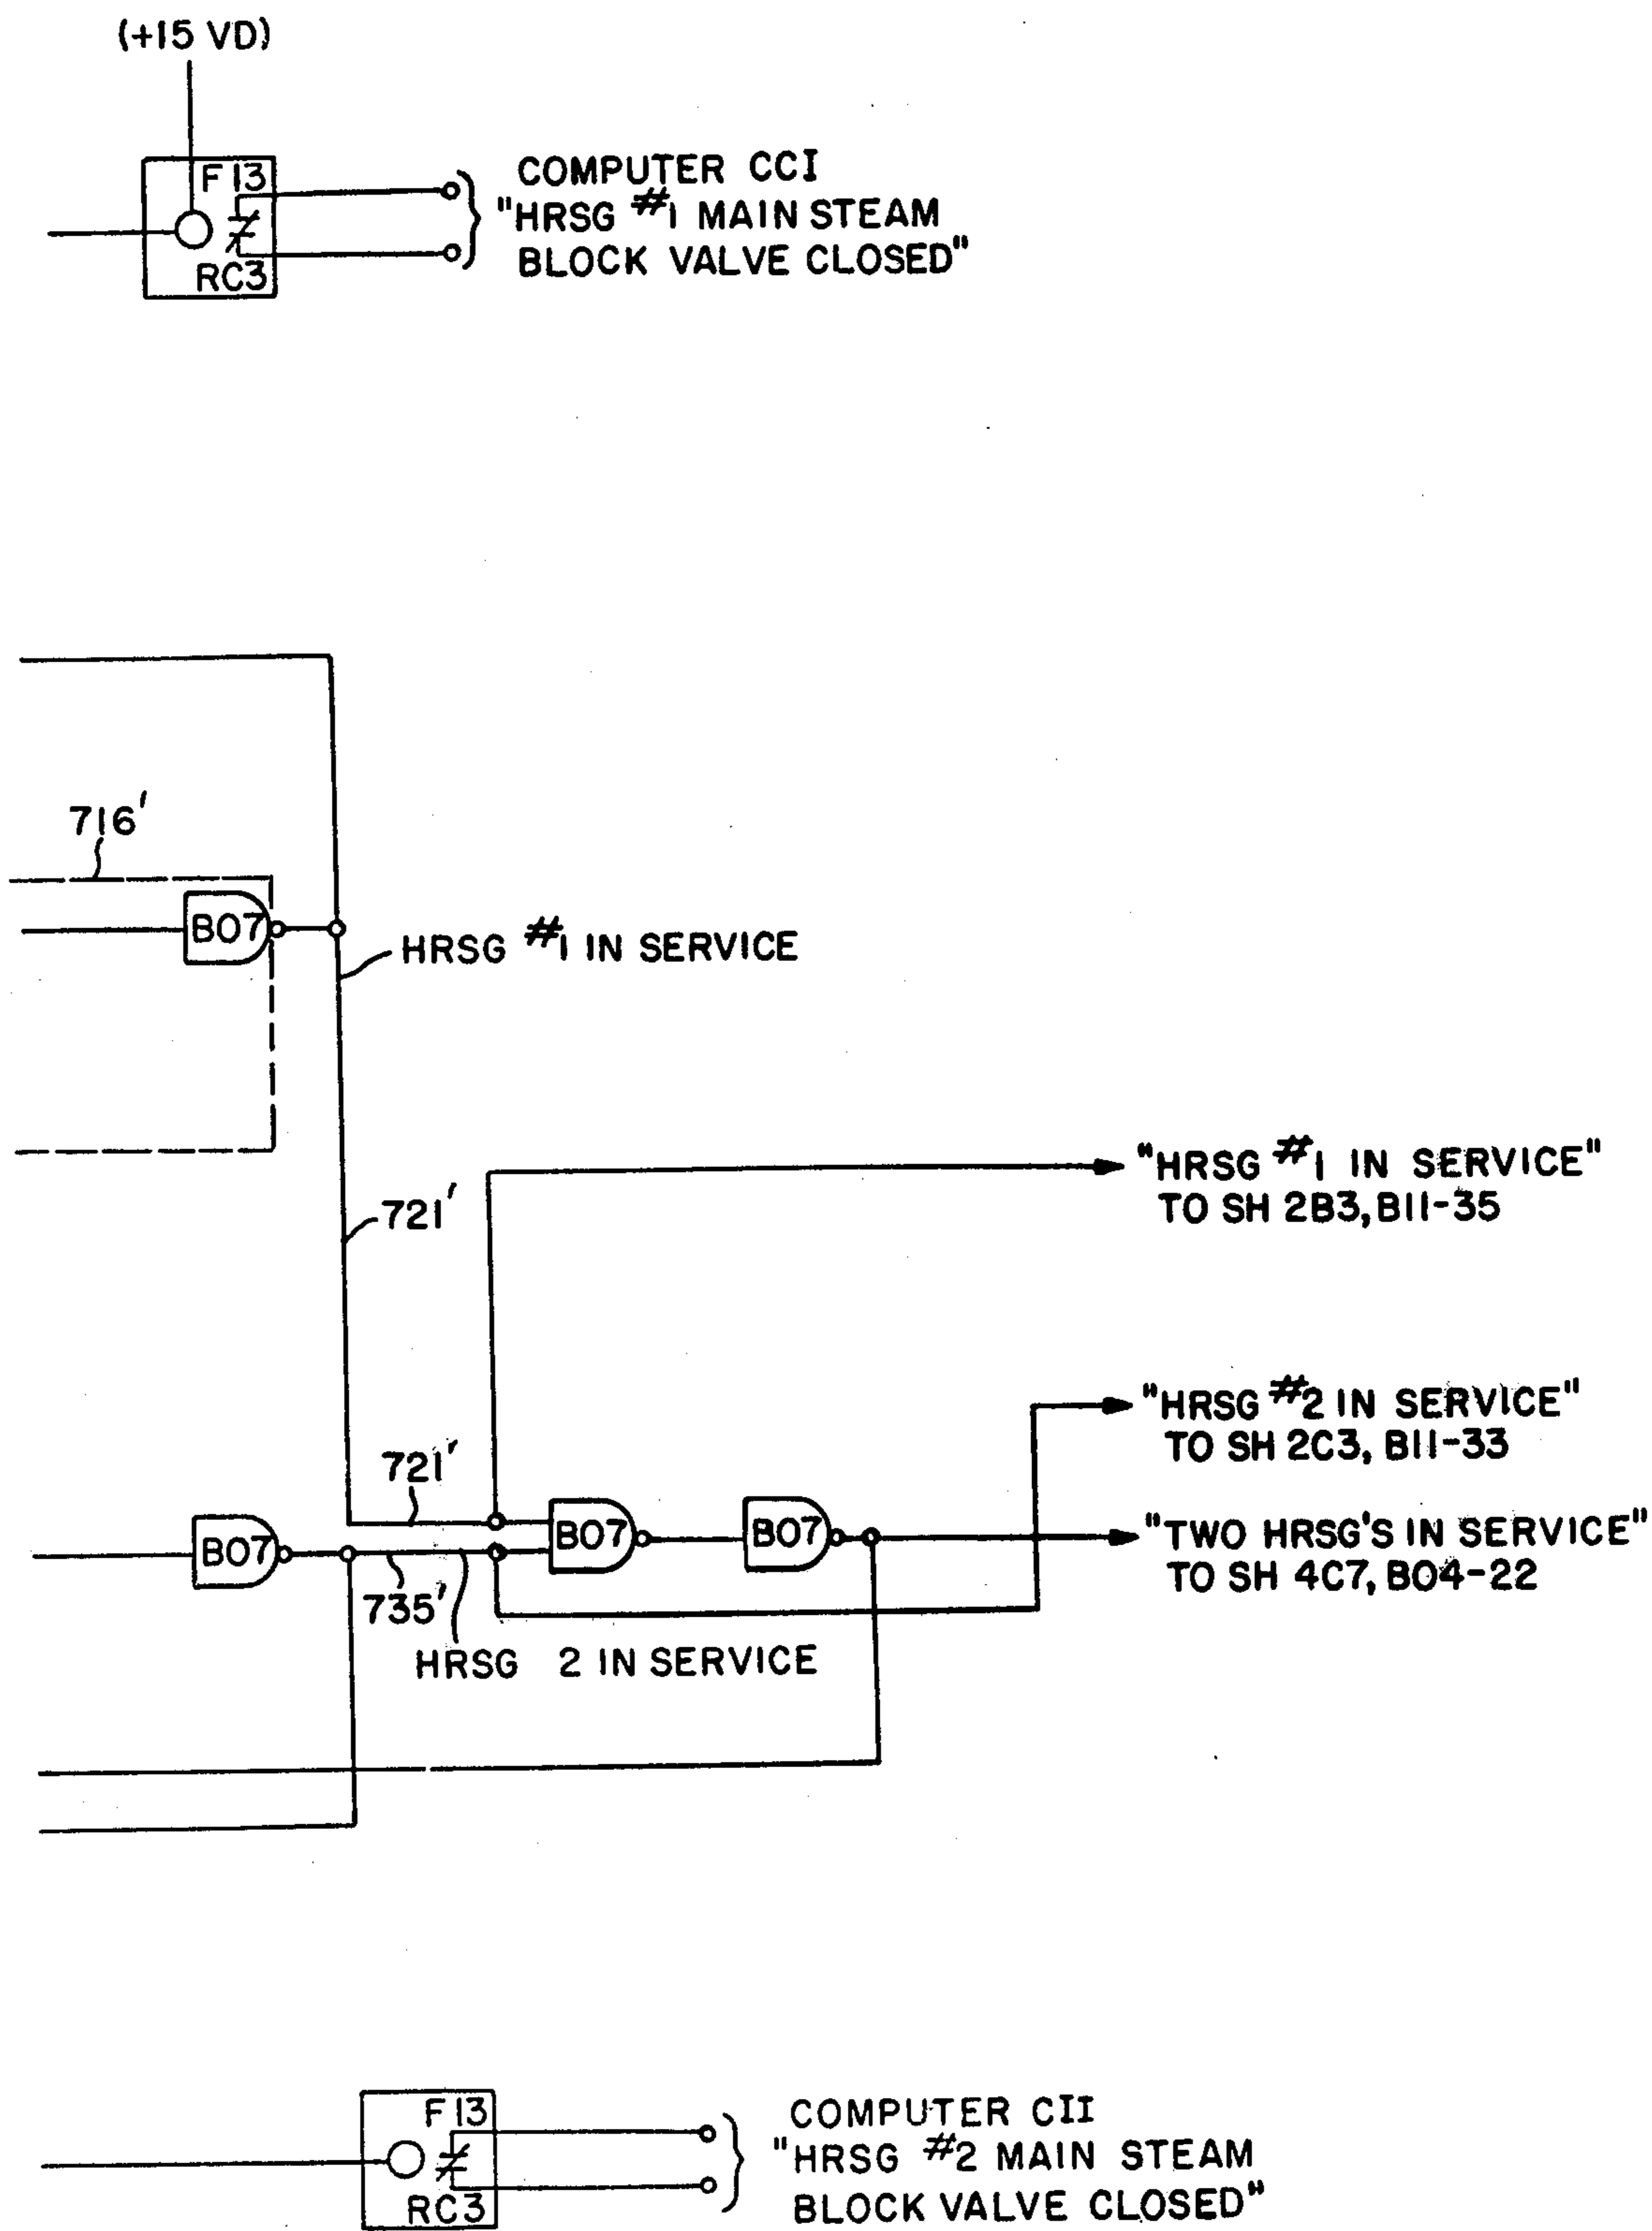 (+15 VD)
F13
RC3
COMPUTER CCI
"HRSG #1 MAIN STEAM
BLOCK VALVE CLOSED"
716'
B07
HRSG #1 IN SERVICE
721'
"HRSG #1 IN SERVICE"
TO SH 2B3, B11-35
"HRSG #2 IN SERVICE"
TO SH 2C3, B11-33
721'
B07
B07
B07
"TWO HRSG'S IN SERVICE"
TO SH 4C7, B04-22
735'
HRSG 2 IN SERVICE
F13
RC3
COMPUTER CII
"HRSG #2 MAIN STEAM
BLOCK VALVE CLOSED"